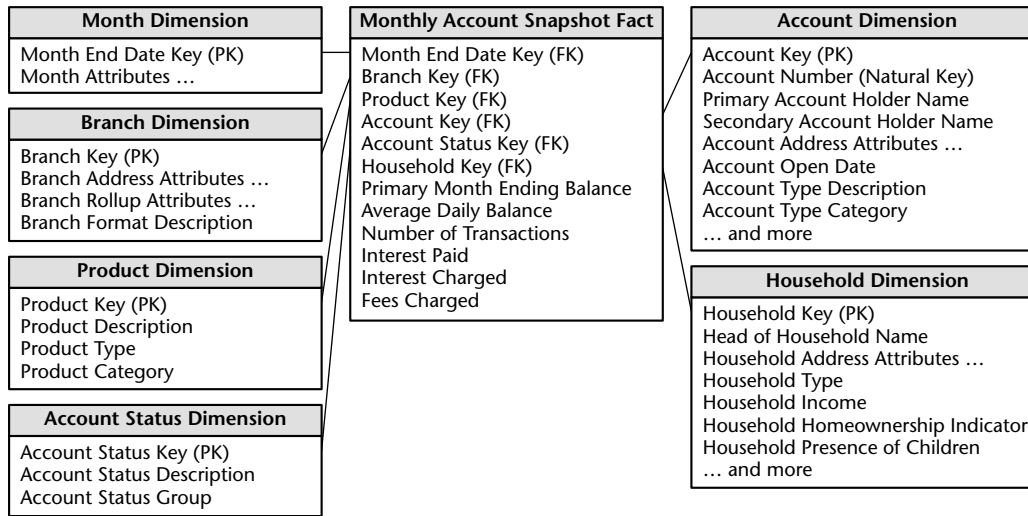 Month Dimension
Month End Date Key (PK)
Month Attributes …
Branch Dimension
Branch Key (PK)
Branch Address Attributes …
Branch Rollup Attributes …
Branch Format Description
Product Dimension
Product Key (PK)
Product Description
Product Type
Product Category
Account Status Dimension
Account Status Key (PK)
Account Status Description
Account Status Group
Monthly Account Snapshot Fact
Month End Date Key (FK)
Branch Key (FK)
Product Key (FK)
Account Key (FK)
Account Status Key (FK)
Household Key (FK)
Primary Month Ending Balance
Average Daily Balance
Number of Transactions
Interest Paid
Interest Charged
Fees Charged
Account Dimension
Account Key (PK)
Account Number (Natural Key)
Primary Account Holder Name
Secondary Account Holder Name
Account Address Attributes …
Account Open Date
Account Type Description
Account Type Category
… and more
Household Dimension
Household Key (PK)
Head of Household Name
Household Address Attributes …
Household Type
Household Income
Household Homeownership Indicator
Household Presence of Children
… and more